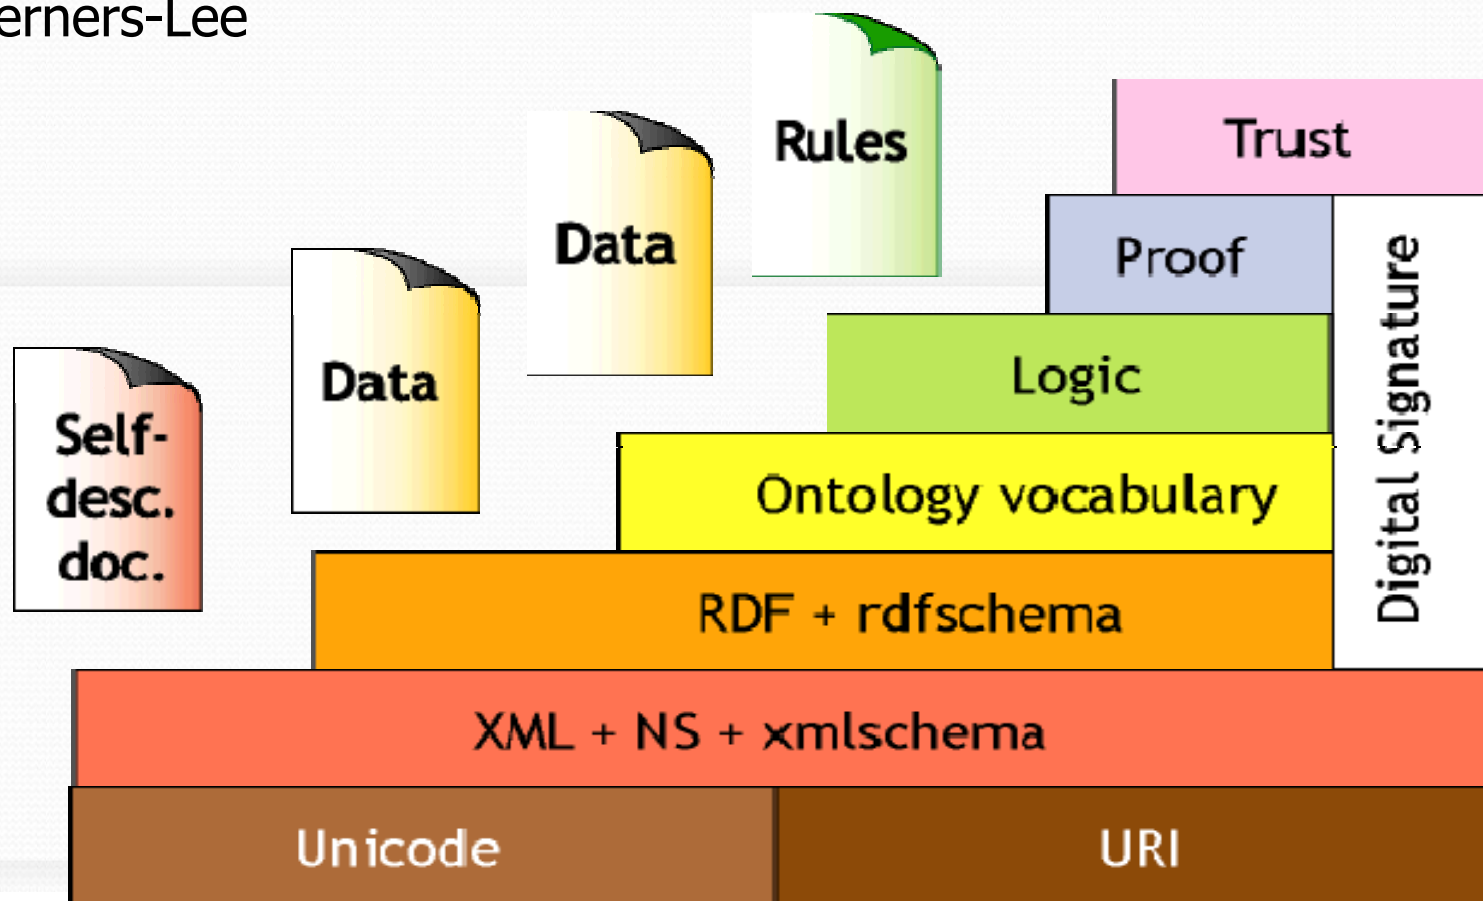 erners-Lee
Rules
Trust
Data
Proof
Data
Logic
Self-
desc.
doc.
Ontology vocabulary
Digital Signature
RDF + rdfschema
XML + NS + xmlschema
Unicode
URI